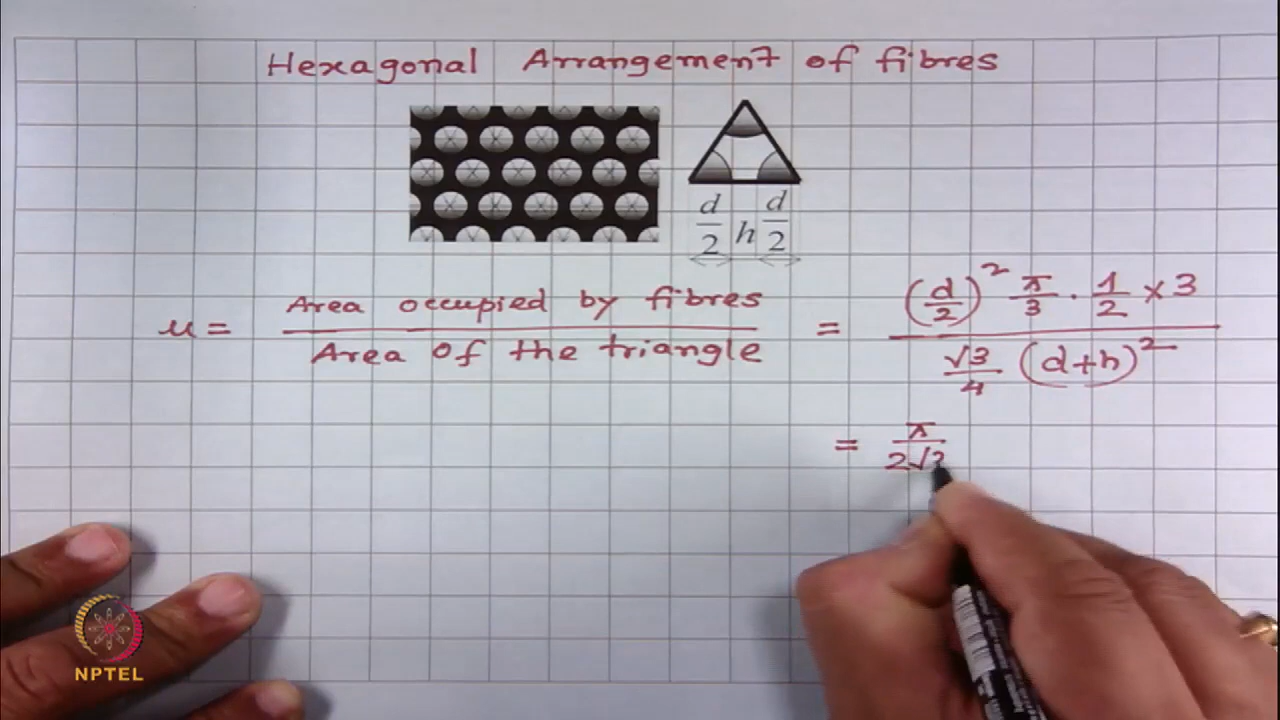 Hexagonal Arrangement of fibres
d/2 h d/2
μ = Area occupied by fibres / Area of the triangle = (d/2)² π/3 · 1/2 × 3 / √3/4 (d+h)²
= π / 2√3
NPTEL